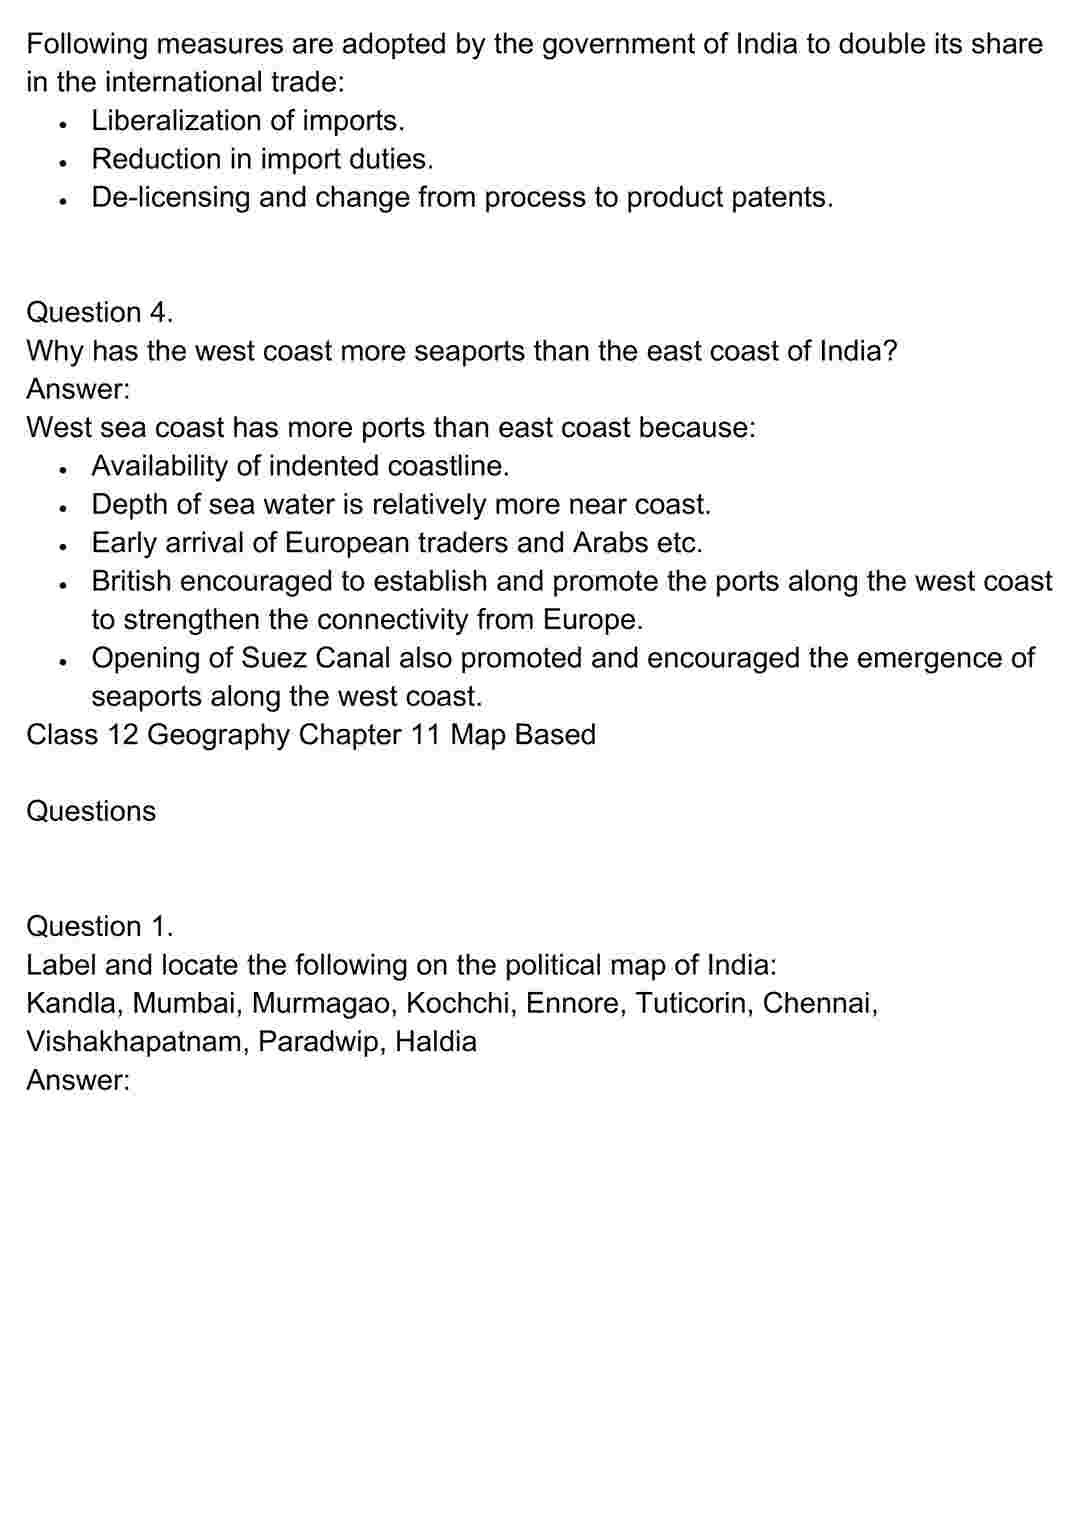 Following measures are adopted by the government of India to double its share
in the international trade:
• Liberalization of imports.
• Reduction in import duties.
• De-licensing and change from process to product patents.
Question 4.
Why has the west coast more seaports than the east coast of India?
Answer:
West sea coast has more ports than east coast because:
• Availability of indented coastline.
• Depth of sea water is relatively more near coast.
• Early arrival of European traders and Arabs etc.
• British encouraged to establish and promote the ports along the west coast
to strengthen the connectivity from Europe.
• Opening of Suez Canal also promoted and encouraged the emergence of
seaports along the west coast.
Class 12 Geography Chapter 11 Map Based
Questions
Question 1.
Label and locate the following on the political map of India:
Kandla, Mumbai, Murmagao, Kochchi, Ennore, Tuticorin, Chennai,
Vishakhapatnam, Paradwip, Haldia
Answer: